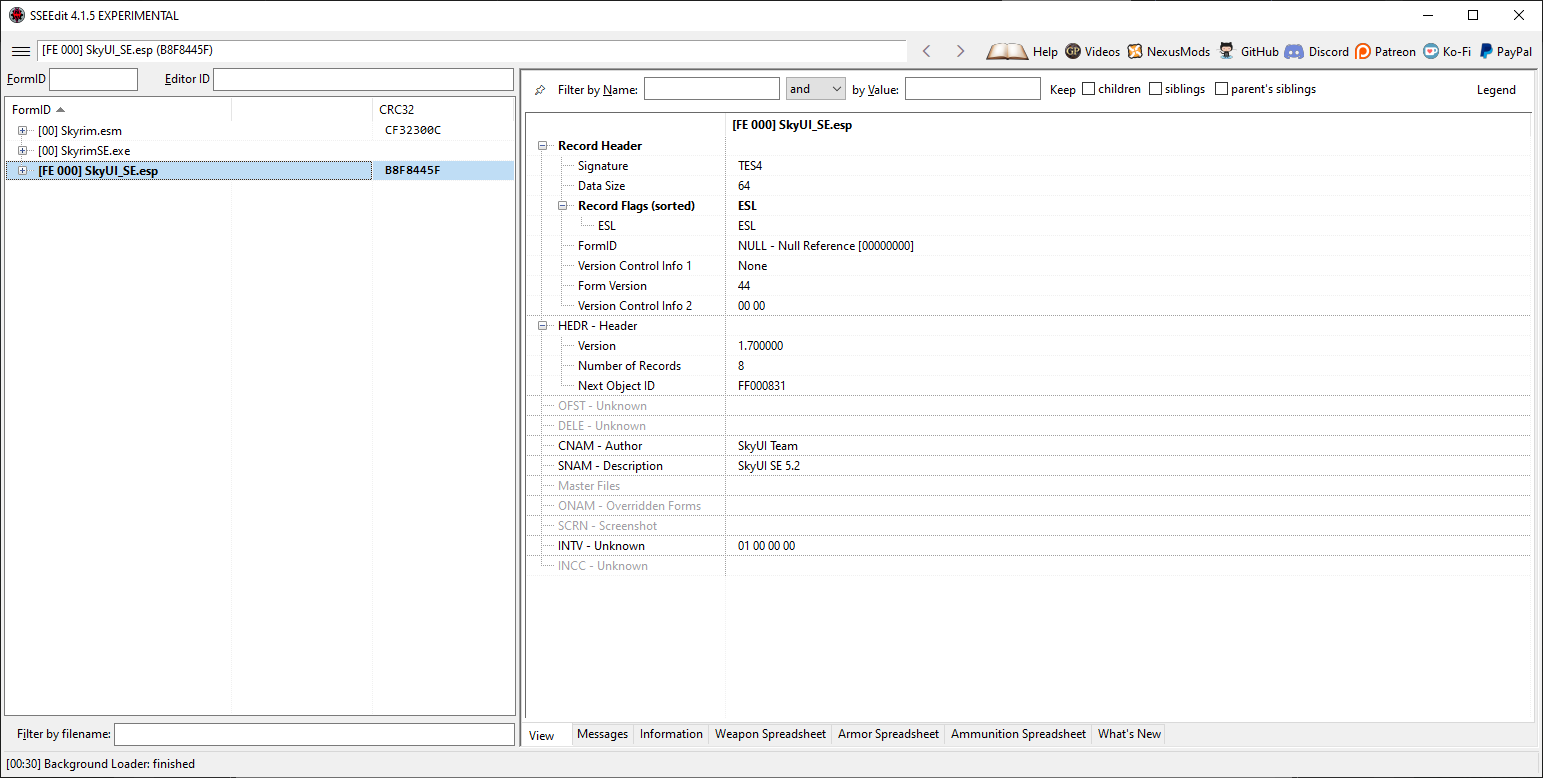 SSEEdit 4.1.5 EXPERIMENTAL
[FE 000] SkyUI_SE.esp (B8F8445F)
Help Videos NexusMods GitHub Discord Patreon Ko-Fi PayPal
FormID Editor ID
Filter by Name: and by Value: Keep children siblings parent's siblings Legend
FormID CRC32
[00] Skyrim.esm CF32300C
[00] SkyrimSE.exe
[FE 000] SkyUI_SE.esp B8F8445F
[FE 000] SkyUI_SE.esp
Record Header
Signature TES4
Data Size 64
Record Flags (sorted) ESL
ESL ESL
FormID NULL - Null Reference [00000000]
Version Control Info 1 None
Form Version 44
Version Control Info 2 00 00
HEDR - Header
Version 1.700000
Number of Records 8
Next Object ID FF000831
OFST - Unknown
DELE - Unknown
CNAM - Author SkyUI Team
SNAM - Description SkyUI SE 5.2
Master Files
ONAM - Overridden Forms
SCRN - Screenshot
INTV - Unknown 01 00 00 00
INCC - Unknown
Filter by filename:
View Messages Information Weapon Spreadsheet Armor Spreadsheet Ammunition Spreadsheet What's New
[00:30] Background Loader: finished